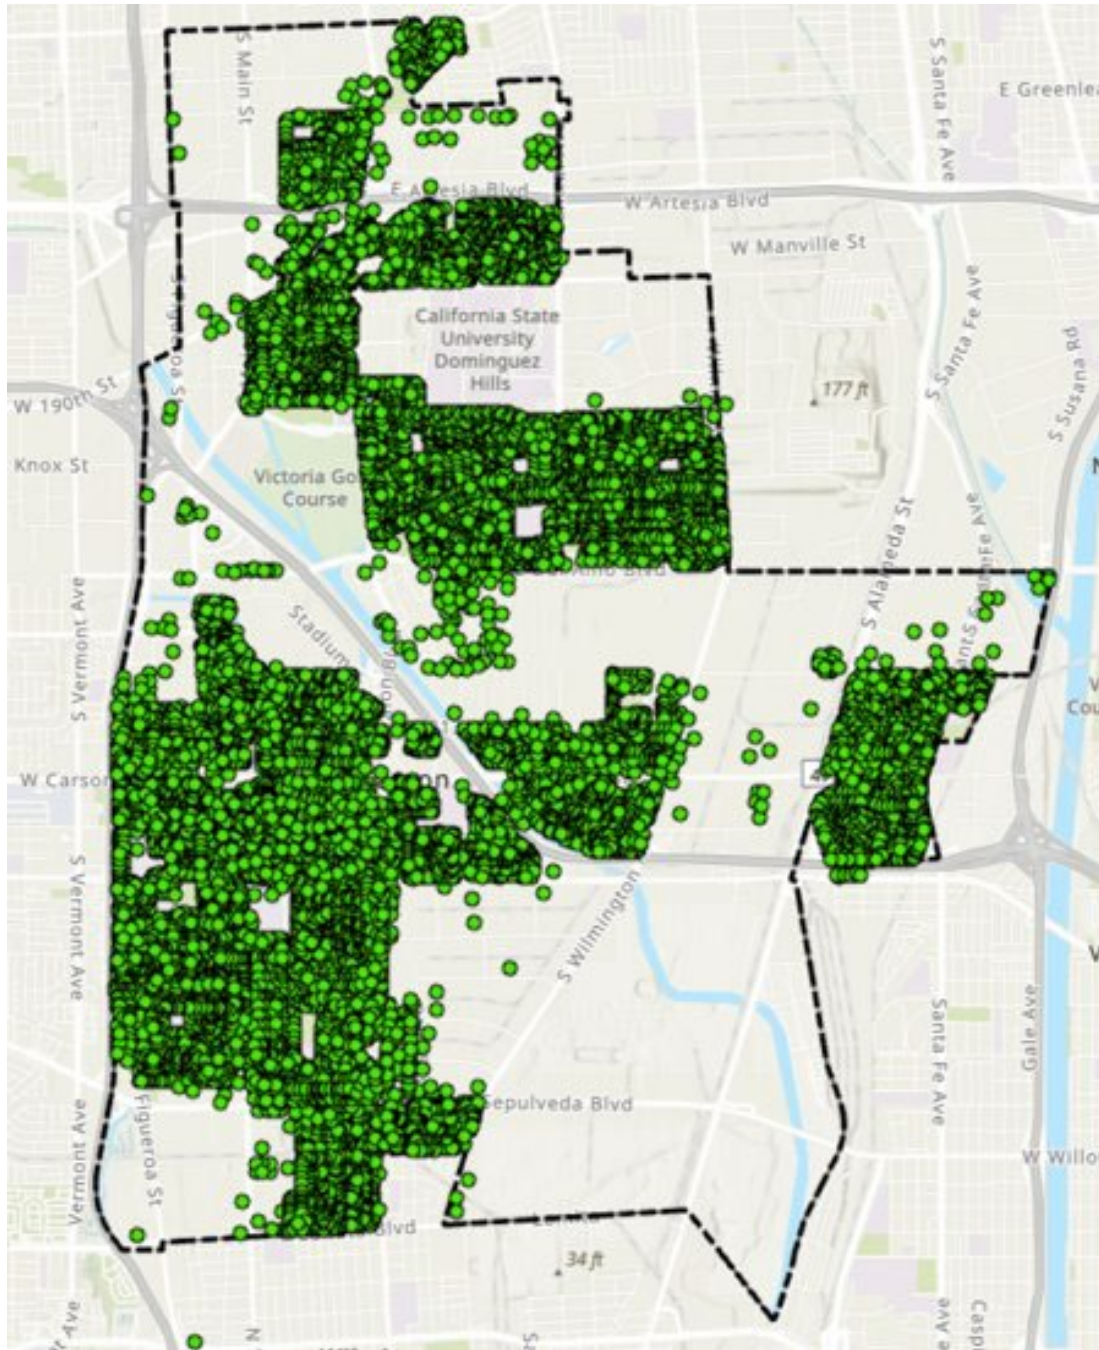 S Main St
S Santa Fe Ave
E Greenlea
E Artesia Blvd
W Artesia Blvd
W Manville St
California State
University
Dominguez
Hills
S Santa Fe Ave
S Susana Rd
W 190th St
177 ft
Knox St
Victoria Go
Course
S Alameda St
S Vermont Ave
Stadium
Cou
W Carson
on
S Vermont Ave
S Wilmington
Santa Fe Ave
Gale Ave
Sepulveda Blvd
Figueroa St
Vermont Ave
W Willo
Blvd
34 ft